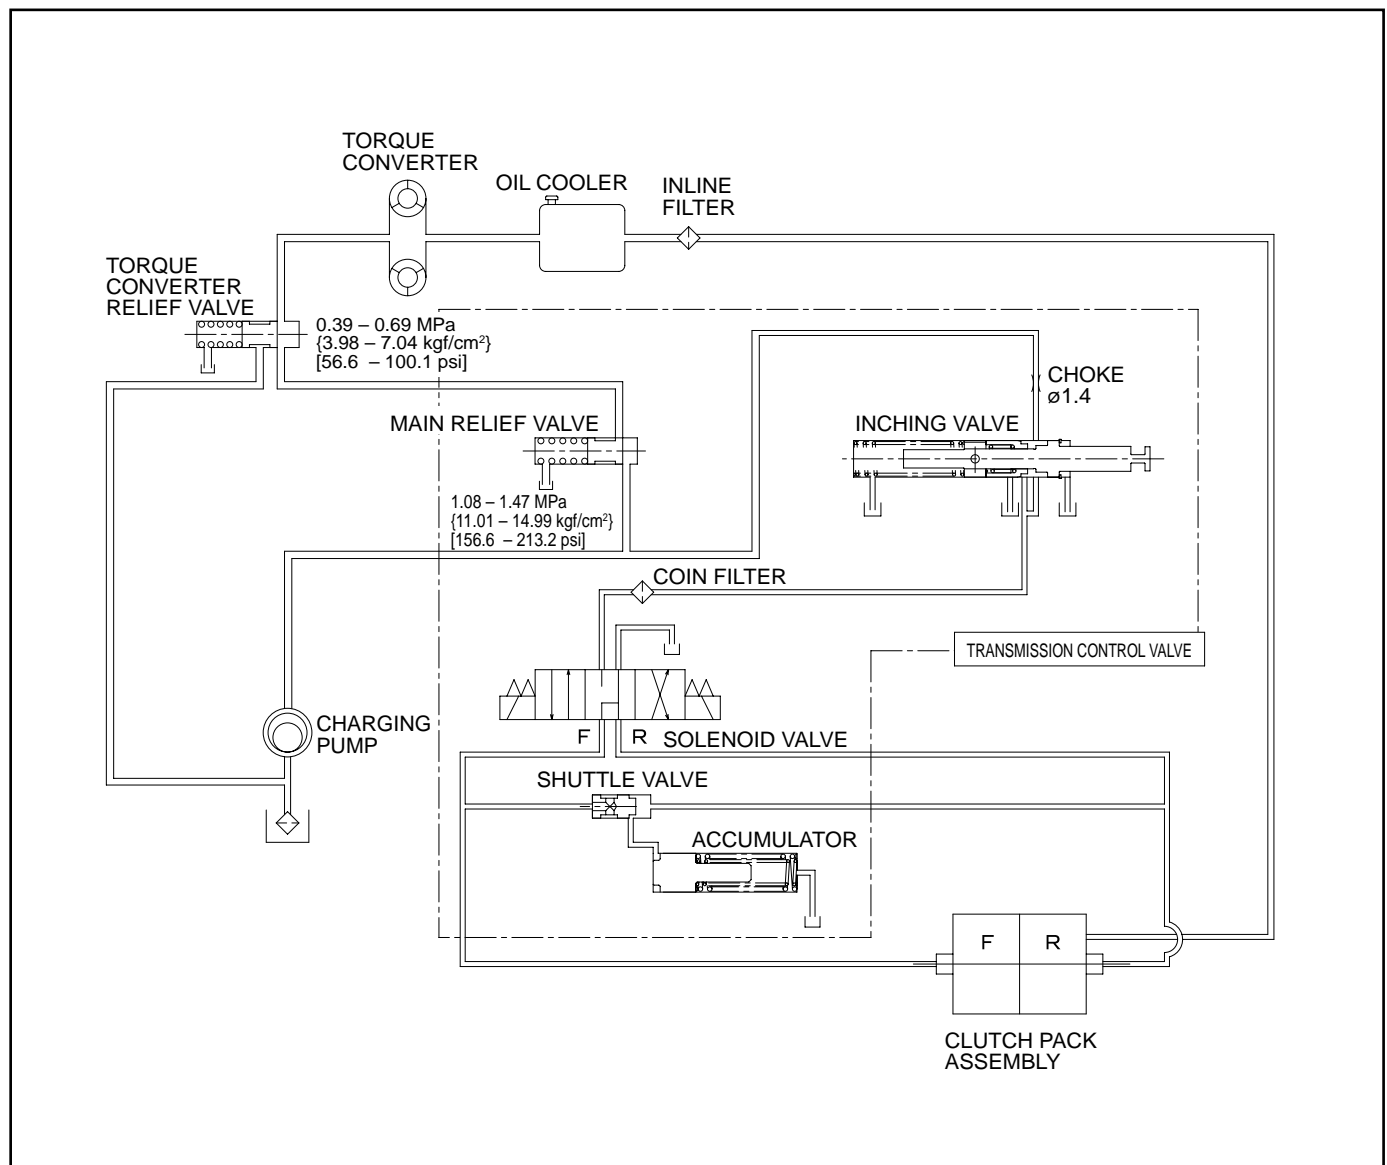 TORQUE
CONVERTER
OIL COOLER
INLINE
FILTER
TORQUE
CONVERTER
RELIEF VALVE
0.39 – 0.69 MPa
{3.98 – 7.04 kgf/cm²}
[56.6 – 100.1 psi]
CHOKE
ø1.4
MAIN RELIEF VALVE
INCHING VALVE
1.08 – 1.47 MPa
{11.01 – 14.99 kgf/cm²}
[156.6 – 213.2 psi]
COIN FILTER
TRANSMISSION CONTROL VALVE
CHARGING
PUMP
F R
SOLENOID VALVE
SHUTTLE VALVE
ACCUMULATOR
F R
CLUTCH PACK
ASSEMBLY